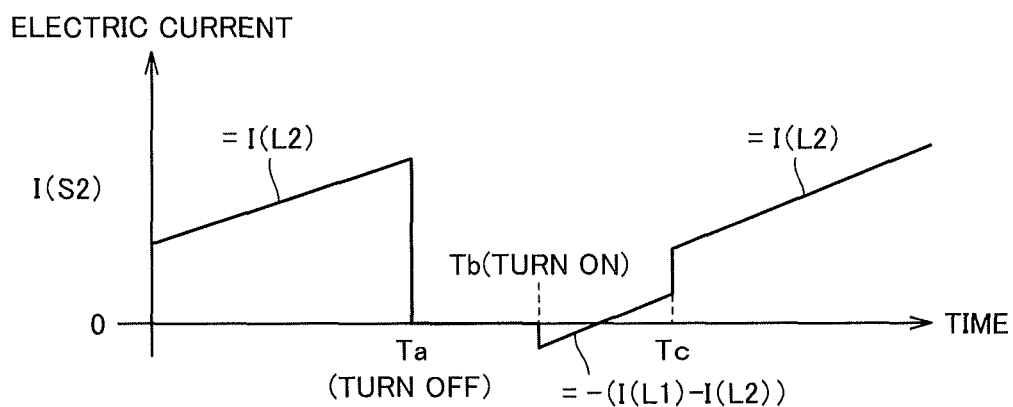 ELECTRIC CURRENT
= I(L2)
= I(L2)
I(S2)
Tb(TURN ON)
0
TIME
Ta
Tc
(TURN OFF)
= -(I(L1)-I(L2))